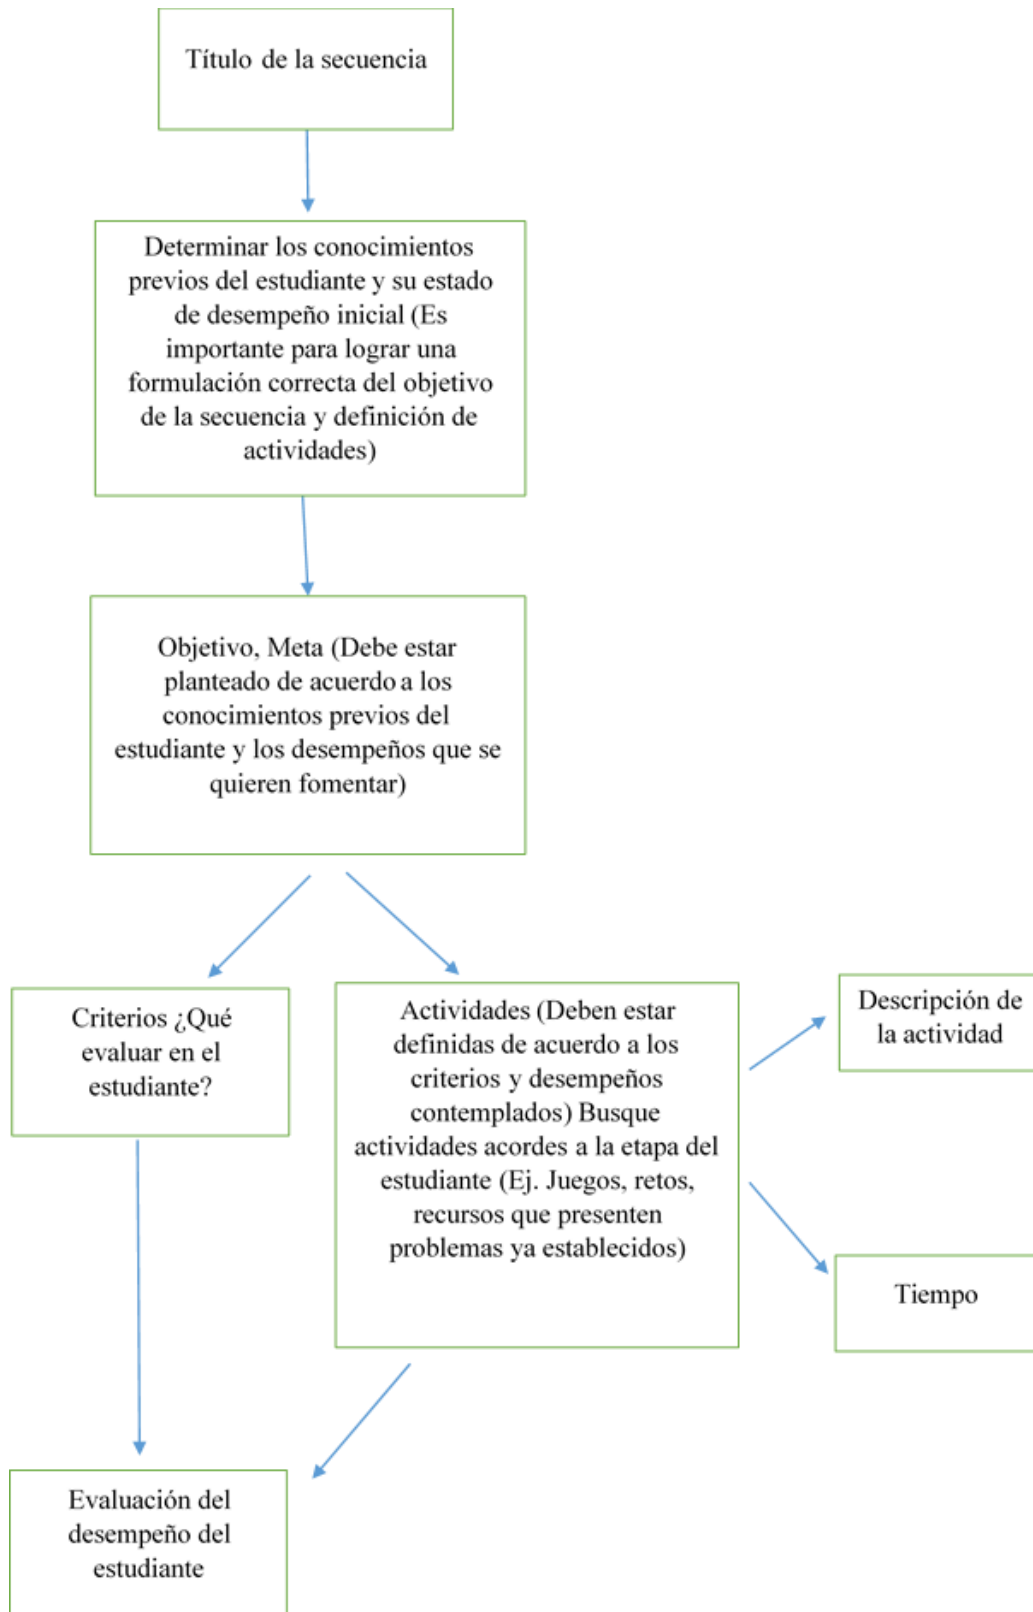 Título de la secuencia
Determinar los conocimientos
previos del estudiante y su estado
de desempeño inicial (Es
importante para lograr una
formulación correcta del objetivo
de la secuencia y definición de
actividades)
Objetivo, Meta (Debe estar
planteado de acuerdo a los
conocimientos previos del
estudiante y los desempeños que se
quieren fomentar)
Criterios ¿Qué
evaluar en el
estudiante?
Actividades (Deben estar
definidas de acuerdo a los
criterios y desempeños
contemplados) Busque
actividades acordes a la etapa del
estudiante (Ej. Juegos, retos,
recursos que presenten
problemas ya establecidos)
Descripción de
la actividad
Tiempo
Evaluación del
desempeño del
estudiante